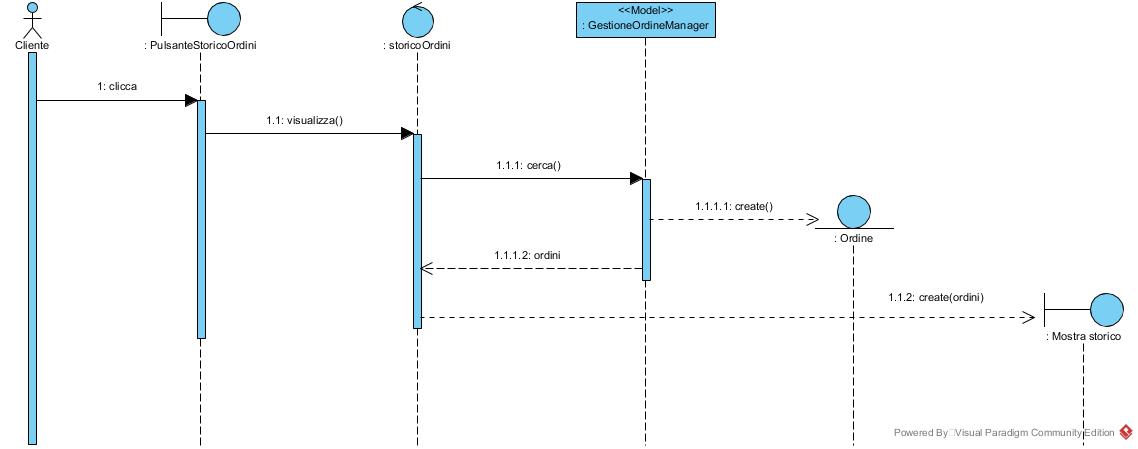 <<Model>>
: GestioneOrdineManager
Cliente
: PulsanteStoricoOrdini
: storicoOrdini
1: clicca
1.1: visualizza()
1.1.1: cerca()
1.1.1.1: create()
: Ordine
1.1.1.2: ordini
1.1.2: create(ordini)
: Mostra storico
Powered By Visual Paradigm Community Edition